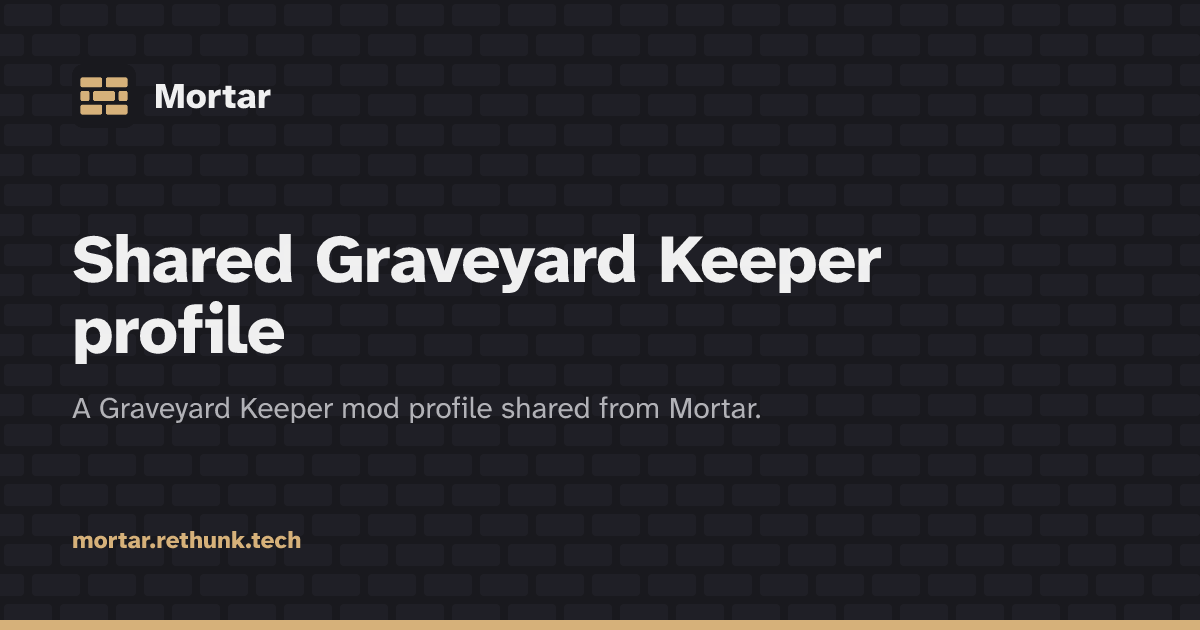 Mortar
Shared Graveyard Keeper
profile
A Graveyard Keeper mod profile shared from Mortar.
mortar.rethunk.tech